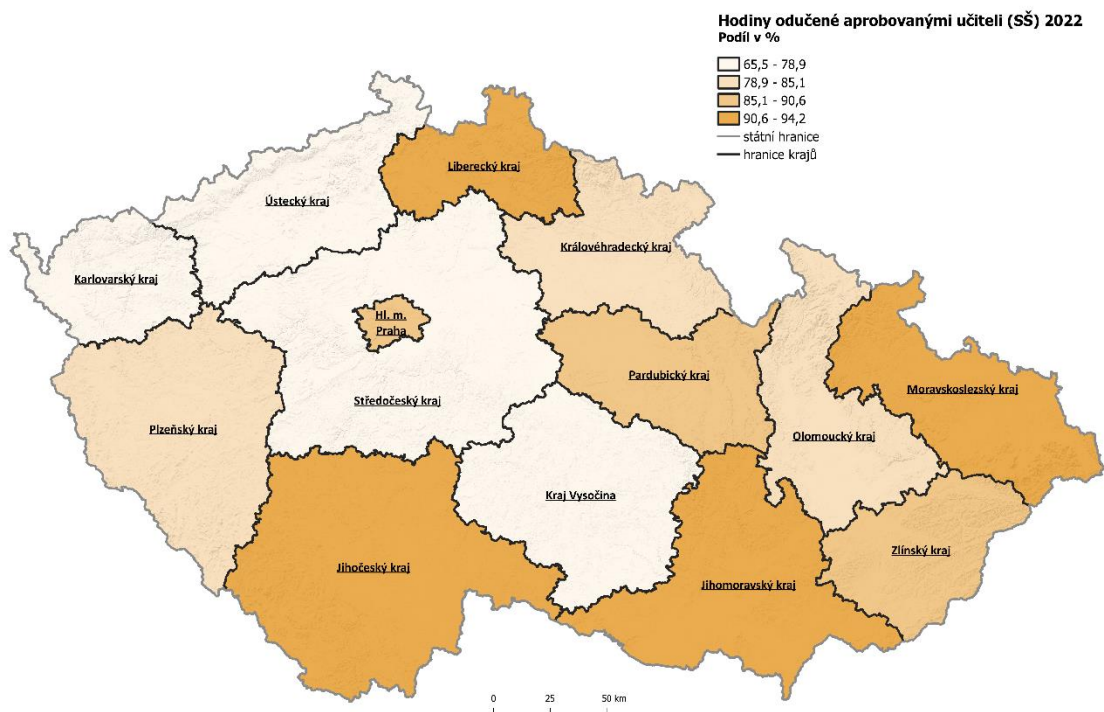 Hodiny odučené aprobovanými učiteli (SŠ) 2022
Podíl v %
65,5 - 78,9
78,9 - 85,1
85,1 - 90,6
90,6 - 94,2
státní hranice
hranice krajů
Liberecký kraj
Ústecký kraj
Královéhradecký kraj
Karlovarský kraj
Hl. m.
Praha
Pardubický kraj
Moravskoslezský kraj
Středočeský kraj
Plzeňský kraj
Olomoucký kraj
Kraj Vysočina
Zlínský kraj
Jihočeský kraj
Jihomoravský kraj
0 25 50 km